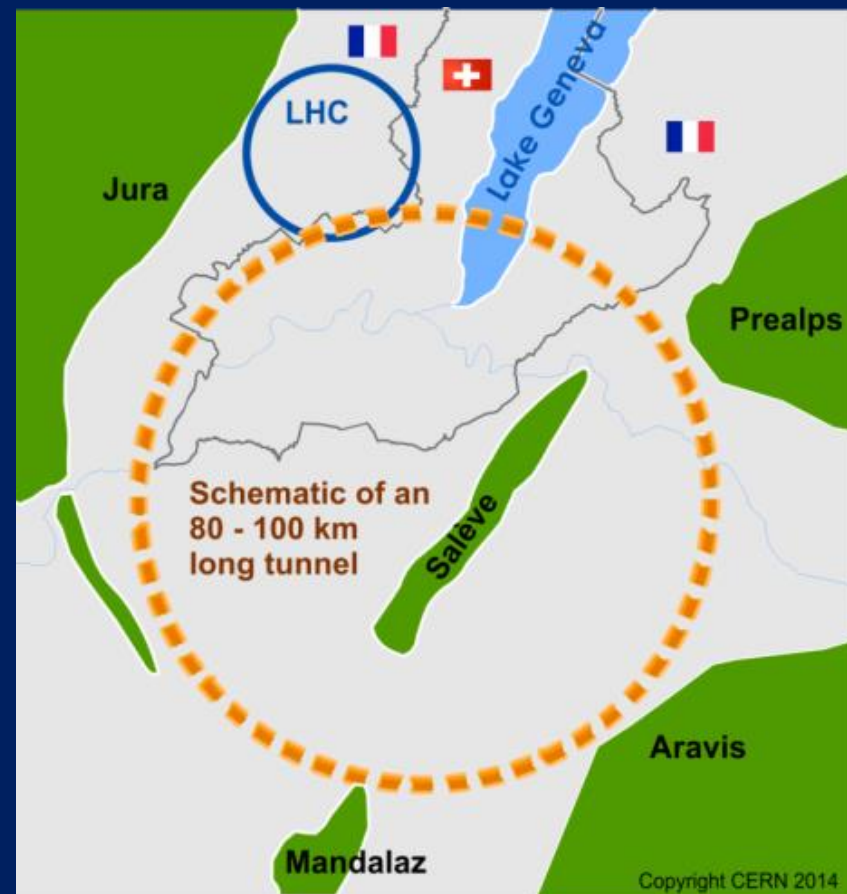 LHC
Lake Geneva
Jura
Prealps
Schematic of an
80 - 100 km
long tunnel
Salève
Aravis
Mandalaz
Copyright CERN 2014